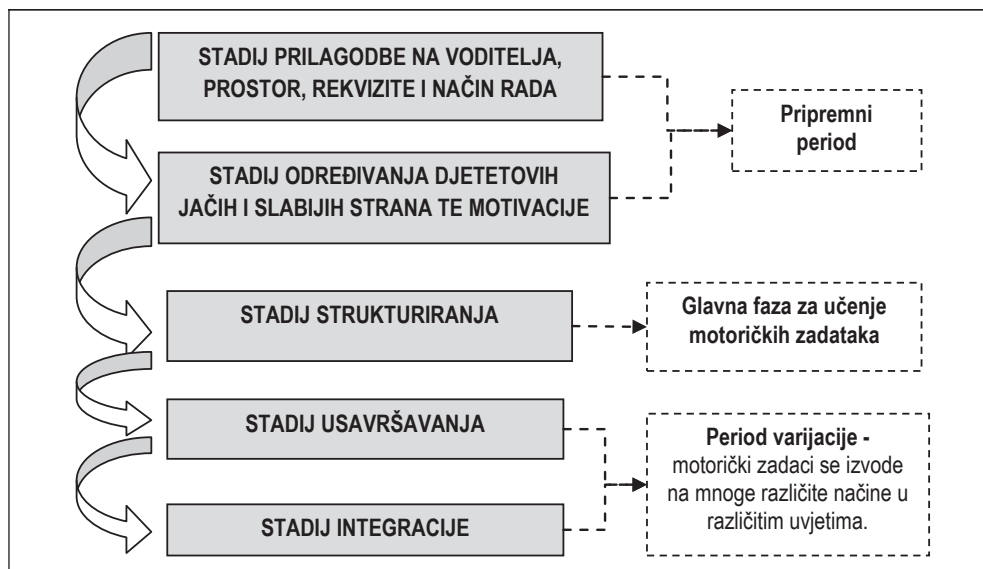 STADIJ PRILAGODBE NA VODITELJA,
PROSTOR, REKVIZITE I NAČIN RADA
Pripremni
period
STADIJ ODREĐIVANJA DJETETOVIH
JAČIH I SLABIJIH STRANA TE MOTIVACIJE
STADIJ STRUKTURIRANJA
Glavna faza za učenje
motoričkih zadataka
STADIJ USAVRŠAVANJA
Period varijacije -
motorički zadaci se izvode
na mnoge različite načine u
različitim uvjetima.
STADIJ INTEGRACIJE